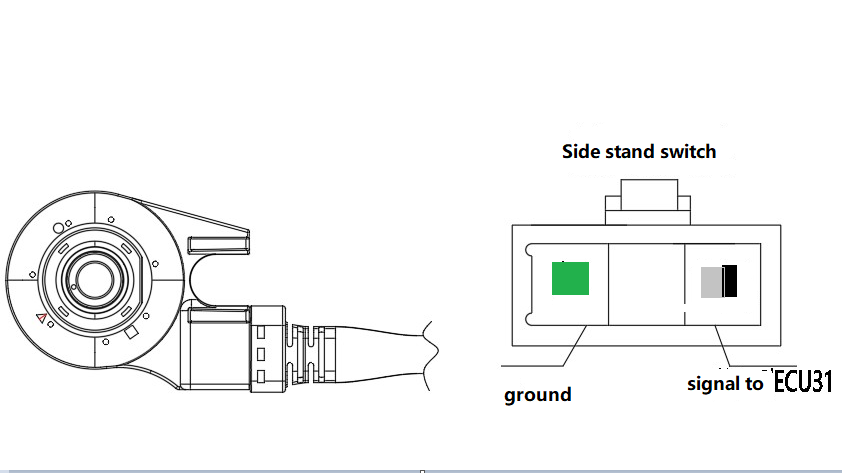 Side stand switch
ground
signal to ECU31